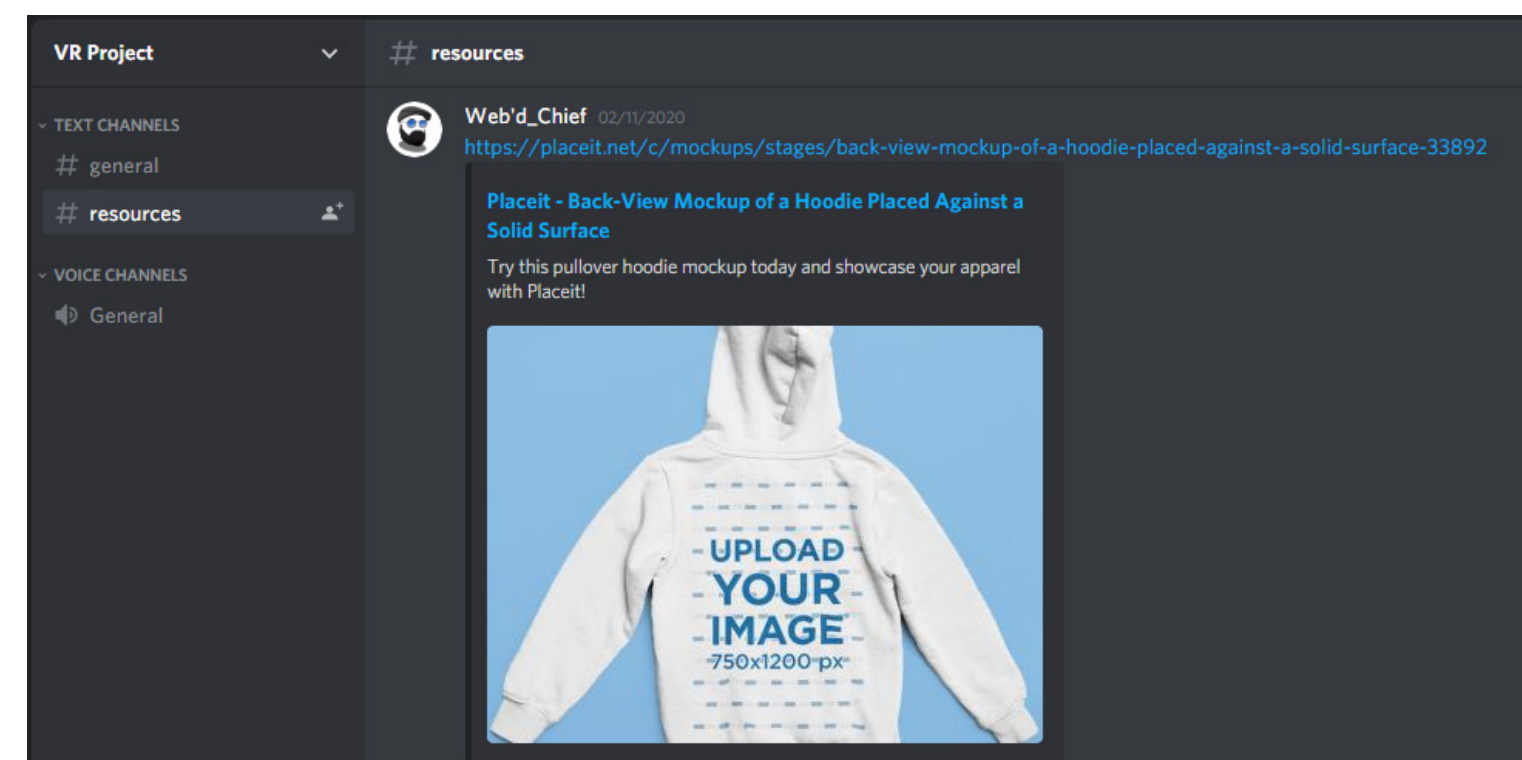 VR Project
TEXT CHANNELS
# general
# resources
VOICE CHANNELS
General
# resources
Web'd_Chief 02/11/2020
https://placeit.net/c/mockups/stages/back-view-mockup-of-a-hoodie-placed-against-a-solid-surface-33892
Placeit - Back-View Mockup of a Hoodie Placed Against a
Solid Surface
Try this pullover hoodie mockup today and showcase your apparel
with Placeit!
UPLOAD
YOUR
IMAGE
750x1200 px